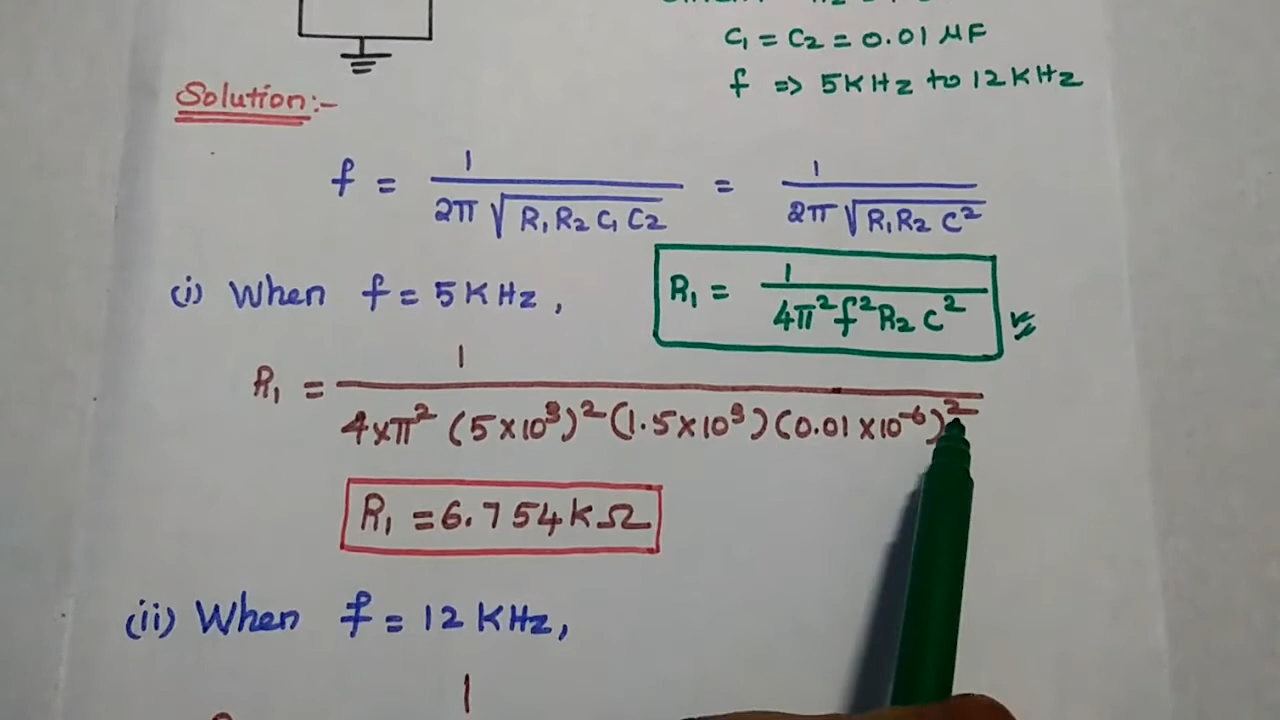 C₁ = C₂ = 0.01 µF
f => 5KHz to 12KHz
Solution:-
f = 1 / 2π √R₁R₂C₁C₂ = 1 / 2π √R₁R₂C²
(i) When f = 5KHz, R₁ = 1 / 4π²f²R₂C²
R₁ = 1 / 4×π² (5×10³)² (1.5×10³) (0.01×10⁻⁶)²
R₁ = 6.754kΩ
(ii) When f = 12KHz,
1